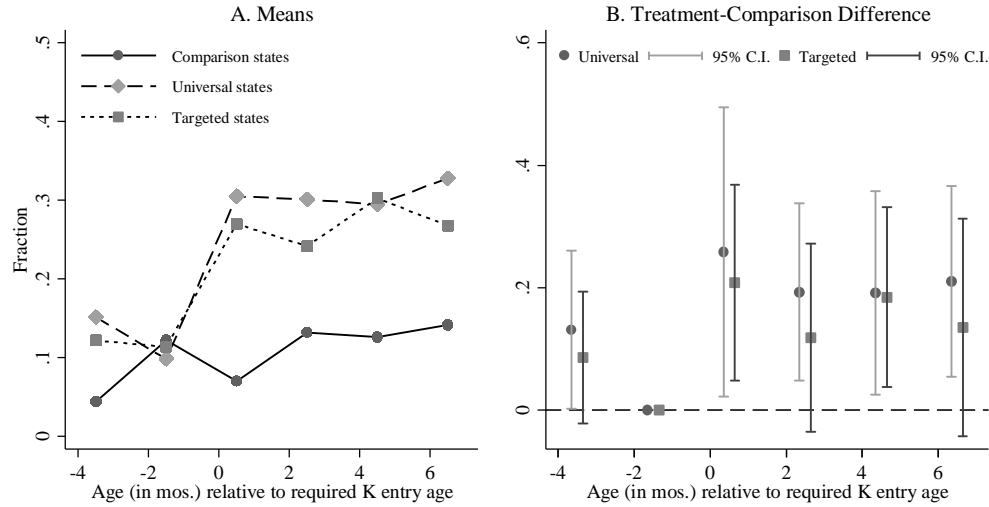 A. Means
.5
.4
.3
.2
.1
0
Fraction
Comparison states
Universal states
Targeted states
-4 -2 0 2 4 6
Age (in mos.) relative to required K entry age
B. Treatment-Comparison Difference
.6
.4
.2
0
Universal 95% C.I. Targeted 95% C.I.
-4 -2 0 2 4 6
Age (in mos.) relative to required K entry age